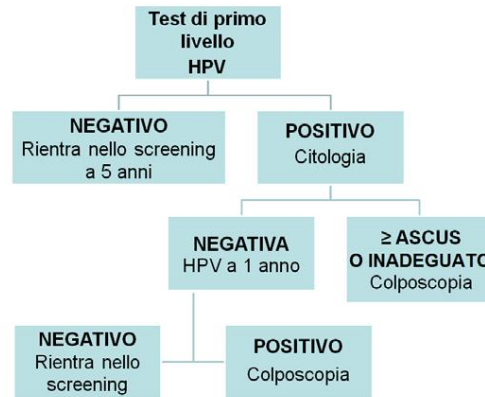 Test di primo
livello
HPV
NEGATIVO
Rientra nello screening
a 5 anni
POSITIVO
Citologia
NEGATIVA
HPV a 1 anno
≥ ASCUS
O INADEGUATO
Colposcopia
NEGATIVO
Rientra nello
screening
POSITIVO
Colposcopia